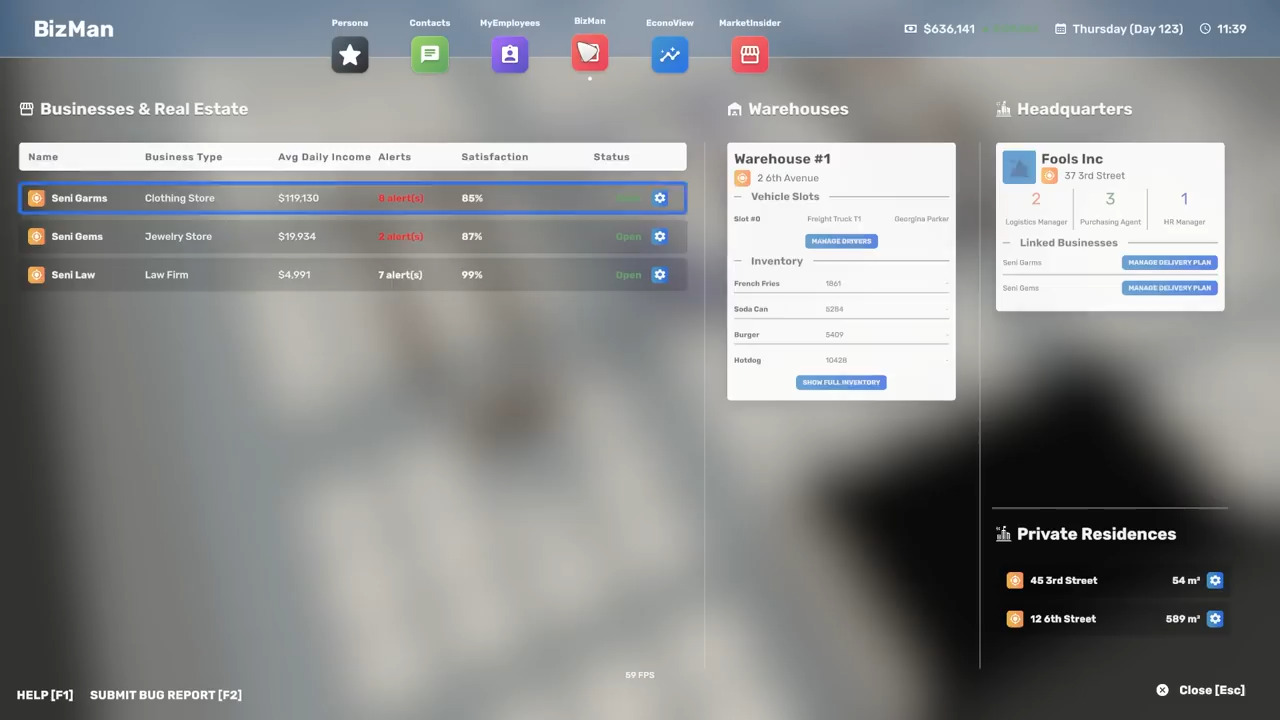 BizMan
Persona
Contacts
MyEmployees
BizMan
EconoView
MarketInsider
$636,141
Thursday (Day 123)
11:39
Businesses & Real Estate
Name Business Type Avg Daily Income Alerts Satisfaction Status
Seni Garms Clothing Store $119,130 8 alert(s) 85%
Seni Gems Jewelry Store $19,934 2 alert(s) 87% Open
Seni Law Law Firm $4,991 7 alert(s) 99% Open
Warehouses
Warehouse #1
2 6th Avenue
Vehicle Slots
Slot #0 Freight Truck T1 Georgina Parker
MANAGE DRIVERS
Inventory
French Fries 1861 -
Soda Can 5284 -
Burger 5409 -
Hotdog 10428 -
SHOW FULL INVENTORY
Headquarters
Fools Inc
37 3rd Street
2 3 1
Logistics Manager Purchasing Agent HR Manager
Linked Businesses
Seni Garms MANAGE DELIVERY PLAN
Seni Gems MANAGE DELIVERY PLAN
Private Residences
45 3rd Street 54 m²
12 6th Street 589 m²
59 FPS
HELP [F1] SUBMIT BUG REPORT [F2]
Close [Esc]